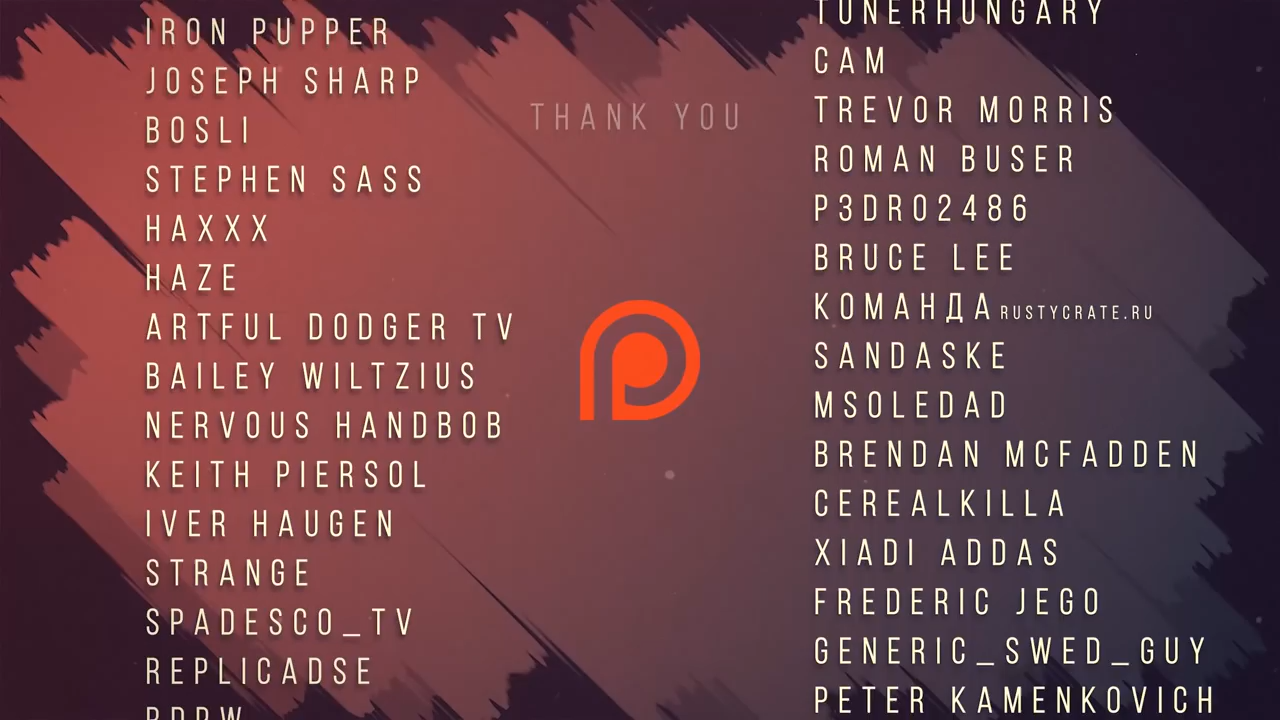 IRON PUPPER
JOSEPH SHARP
BOSLI
STEPHEN SASS
HAXXX
HAZE
ARTFUL DODGER TV
BAILEY WILTZIUS
NERVOUS HANDBOB
KEITH PIERSOL
IVER HAUGEN
STRANGE
SPADESCO_TV
REPLICADSE
THANK YOU
TUNERHUNGARY
CAM
TREVOR MORRIS
ROMAN BUSER
P3DRO2486
BRUCE LEE
КОМАНДА RUSTYCRATE.RU
SANDASKE
MSOLEDAD
BRENDAN MCFADDEN
CEREALKILLA
XIADI ADDAS
FREDERIC JEGO
GENERIC_SWED_GUY
PETER KAMENKOVICH